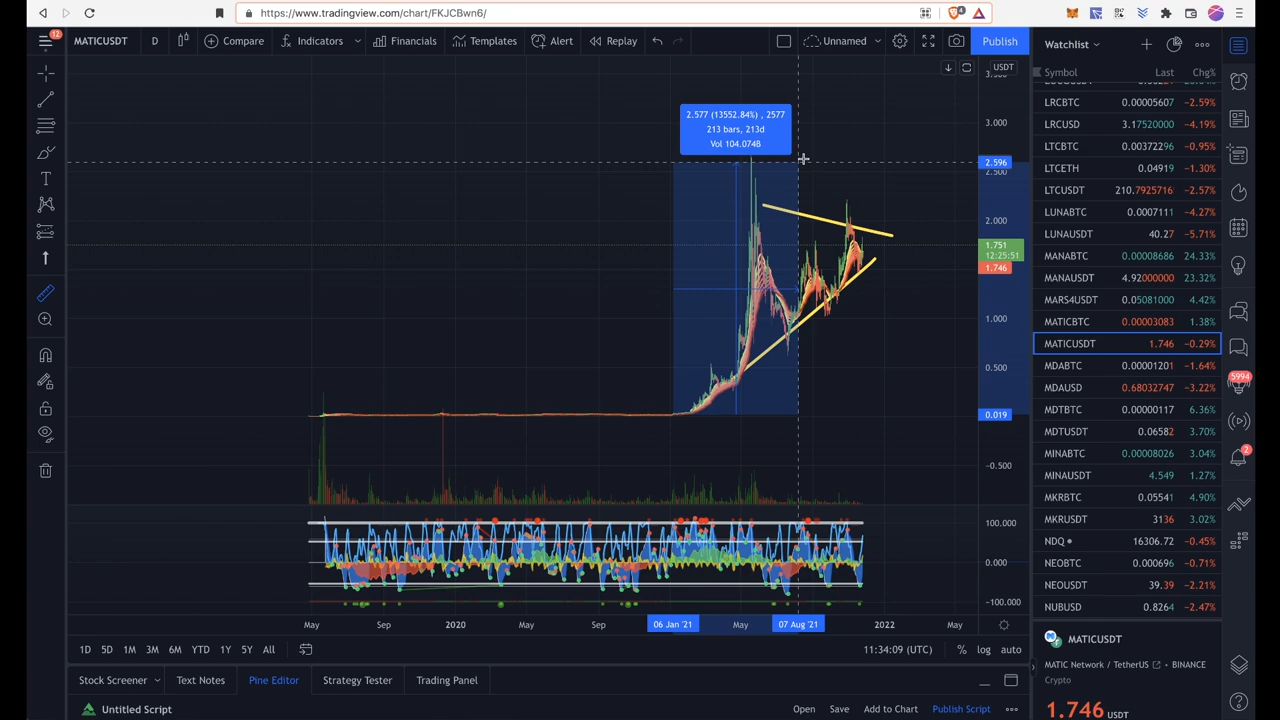 https://www.tradingview.com/chart/FKJCBwn6/
4
12
MATICUSDT D Compare Indicators Financials Templates Alert Replay Unnamed Publish
Watchlist
USDT
Symbol Last Chg%
3.000
2.596
2.000
1.751
12:25:51
1.746
1.000
0.500
0.019
−0.500
100.000
0.000
−100.000
2.577 (13552.84%) , 2577
213 bars, 213d
Vol 104.074B
LRCBTC 0.00005607 −2.59%
LRCUSD 3.17520000 −4.19%
LTCBTC 0.00372296 −0.95%
LTCETH 0.04919 −1.30%
LTCUSDT 210.7925716 −2.57%
LUNABTC 0.0007111 −4.27%
LUNAUSDT 40.27 −5.71%
MANABTC 0.00008686 24.33%
MANAUSDT 4.92000000 23.32%
MARS4USDT 0.05081000 4.42%
MATICBTC 0.00003083 1.38%
MATICUSDT 1.746 −0.29%
MDABTC 0.00001201 −1.64%
MDAUSD 0.68032747 −3.22%
MDTBTC 0.00000117 6.36%
MDTUSDT 0.06582 3.70%
MINABTC 0.00008026 3.04%
MINAUSDT 4.549 1.27%
MKRBTC 0.05541 4.90%
MKRUSDT 3136 3.02%
NDQ 16306.72 −0.45%
NEOBTC 0.000696 −0.71%
NEOUSDT 39.39 −2.21%
NUBUSD 0.8264 −2.47%
5994
2
May Sep 2020 May Sep 06 Jan '21 May 07 Aug '21 2022 May
1D 5D 1M 3M 6M YTD 1Y 5Y All
11:34:09 (UTC) % log auto
MATICUSDT
MATIC Network / TetherUS • BINANCE
Crypto
1.746 USDT
Stock Screener Text Notes Pine Editor Strategy Tester Trading Panel
Untitled Script Open Save Add to Chart Publish Script